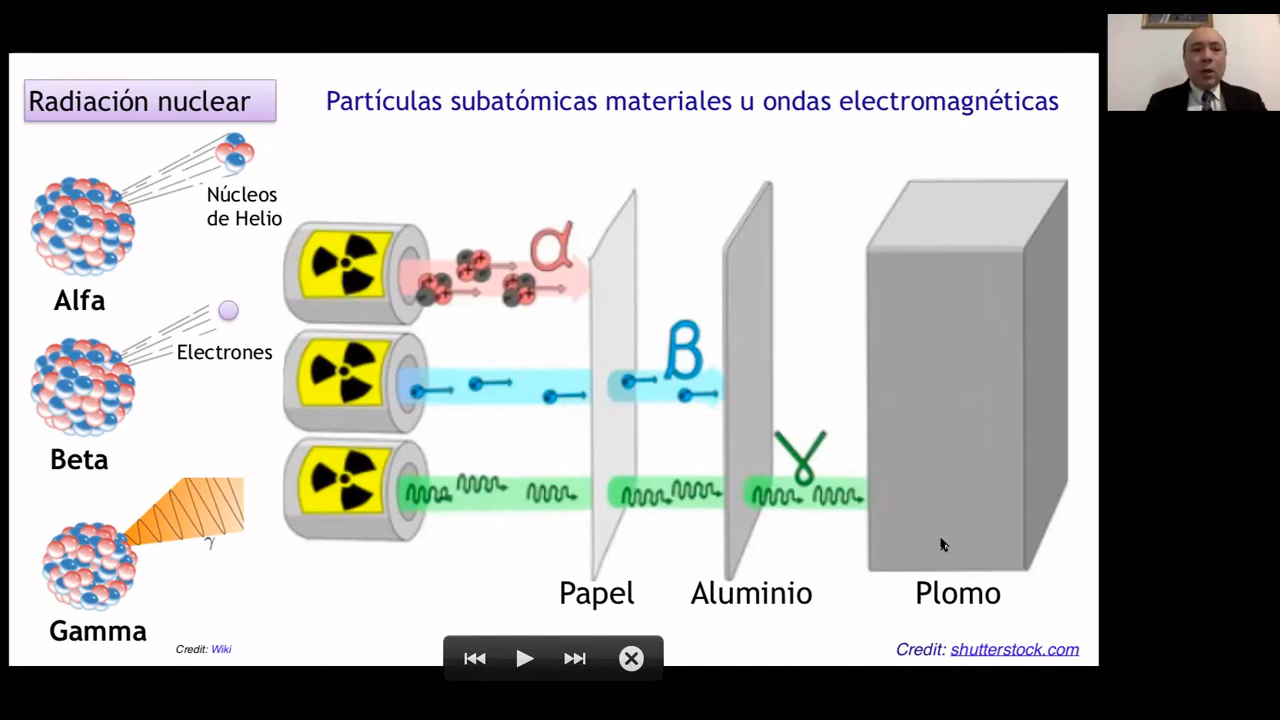 Radiación nuclear
Partículas subatómicas materiales u ondas electromagnéticas
Núcleos
de Helio
Alfa
Electrones
Beta
γ
Gamma
Credit: Wiki
α
β
γ
Papel
Aluminio
Plomo
Credit: shutterstock.com